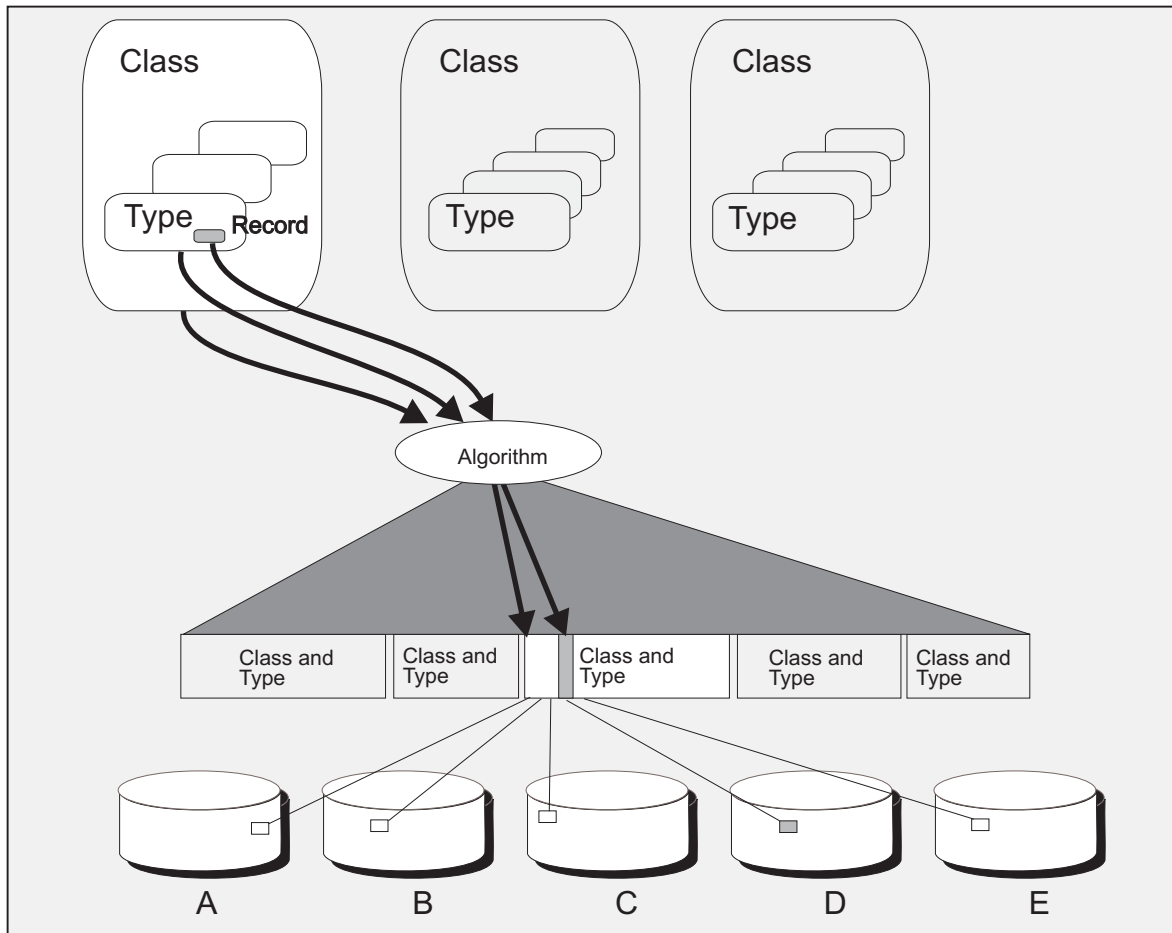 Class
Class
Class
Type
Record
Type
Type
Algorithm
Class and
Type
Class and
Type
Class and
Type
Class and
Type
Class and
Type
A
B
C
D
E